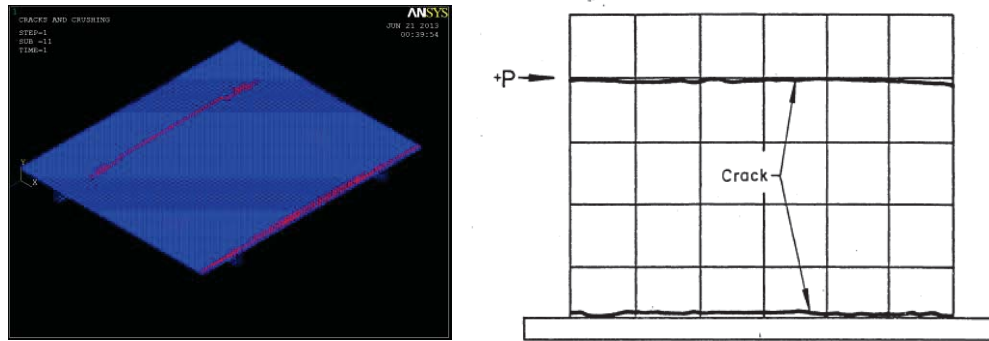 CRACKS AND CRUSHING
STEP=1
SUB =11
TIME=1
ANSYS
JUN 21 2013
00:39:54
Y
X
+P
Crack